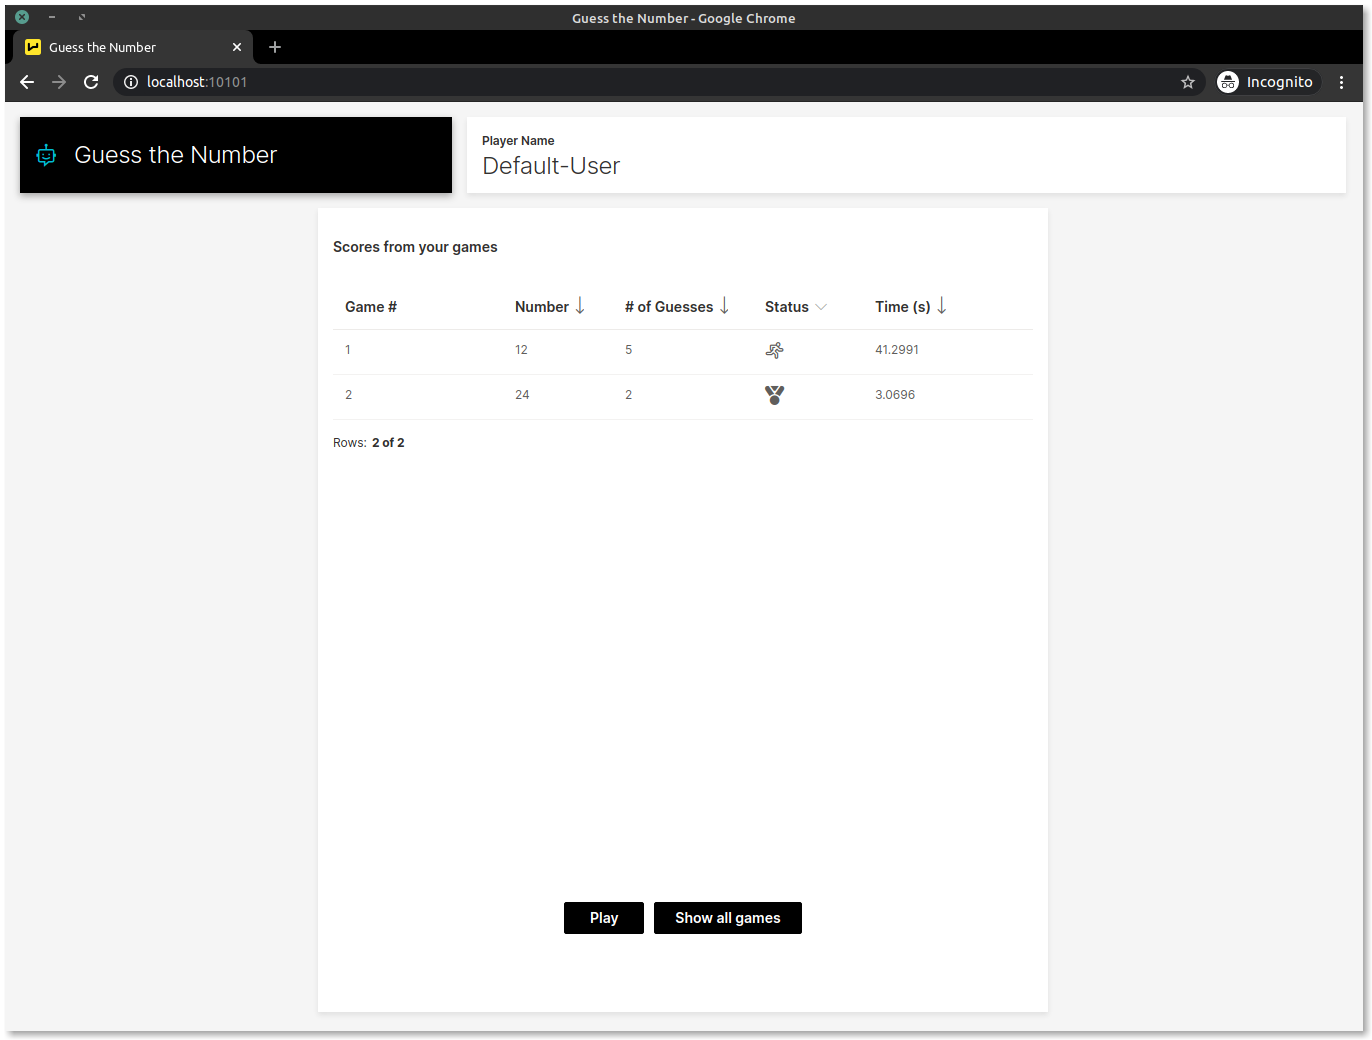 Guess the Number - Google Chrome
Guess the Number
localhost:10101
Incognito
Guess the Number
Player Name
Default-User
Scores from your games
Game # Number # of Guesses Status Time (s)
1 12 5 41.2991
2 24 2 3.0696
Rows: 2 of 2
Play Show all games